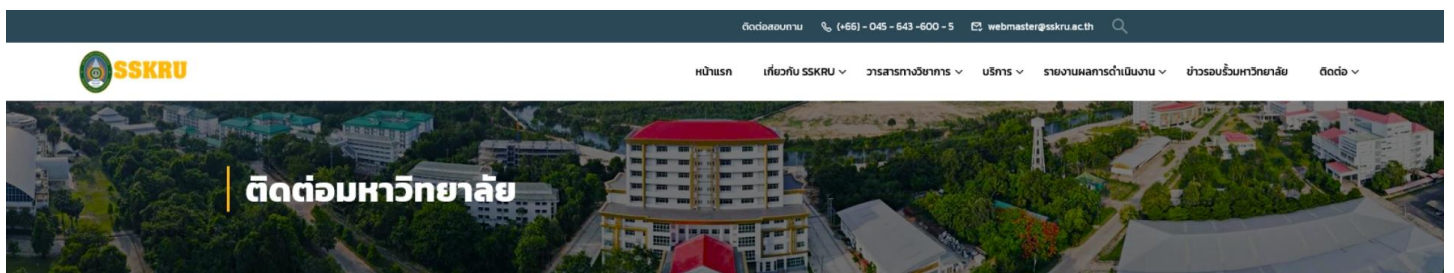 ติดต่อสอบถาม (+66) - 045 - 643 -600 - 5 webmaster@sskru.ac.th
SSKRU
หน้าแรก เกี่ยวกับ SSKRU วารสารทางวิชาการ บริการ รายงานผลการดำเนินงาน ข่าวรอบรั้วมหาวิทยาลัย ติดต่อ
ติดต่อมหาวิทยาลัย